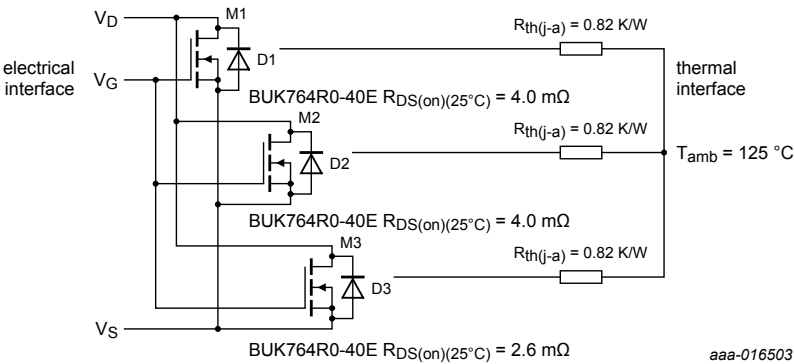 V_D
M1
R_th(j-a) = 0.82 K/W
electrical
interface
D1
thermal
interface
V_G
BUK764R0-40E R_DS(on)(25°C) = 4.0 mΩ
M2
R_th(j-a) = 0.82 K/W
D2
T_amb = 125 °C
BUK764R0-40E R_DS(on)(25°C) = 4.0 mΩ
M3
R_th(j-a) = 0.82 K/W
D3
V_S
BUK764R0-40E R_DS(on)(25°C) = 2.6 mΩ
aaa-016503